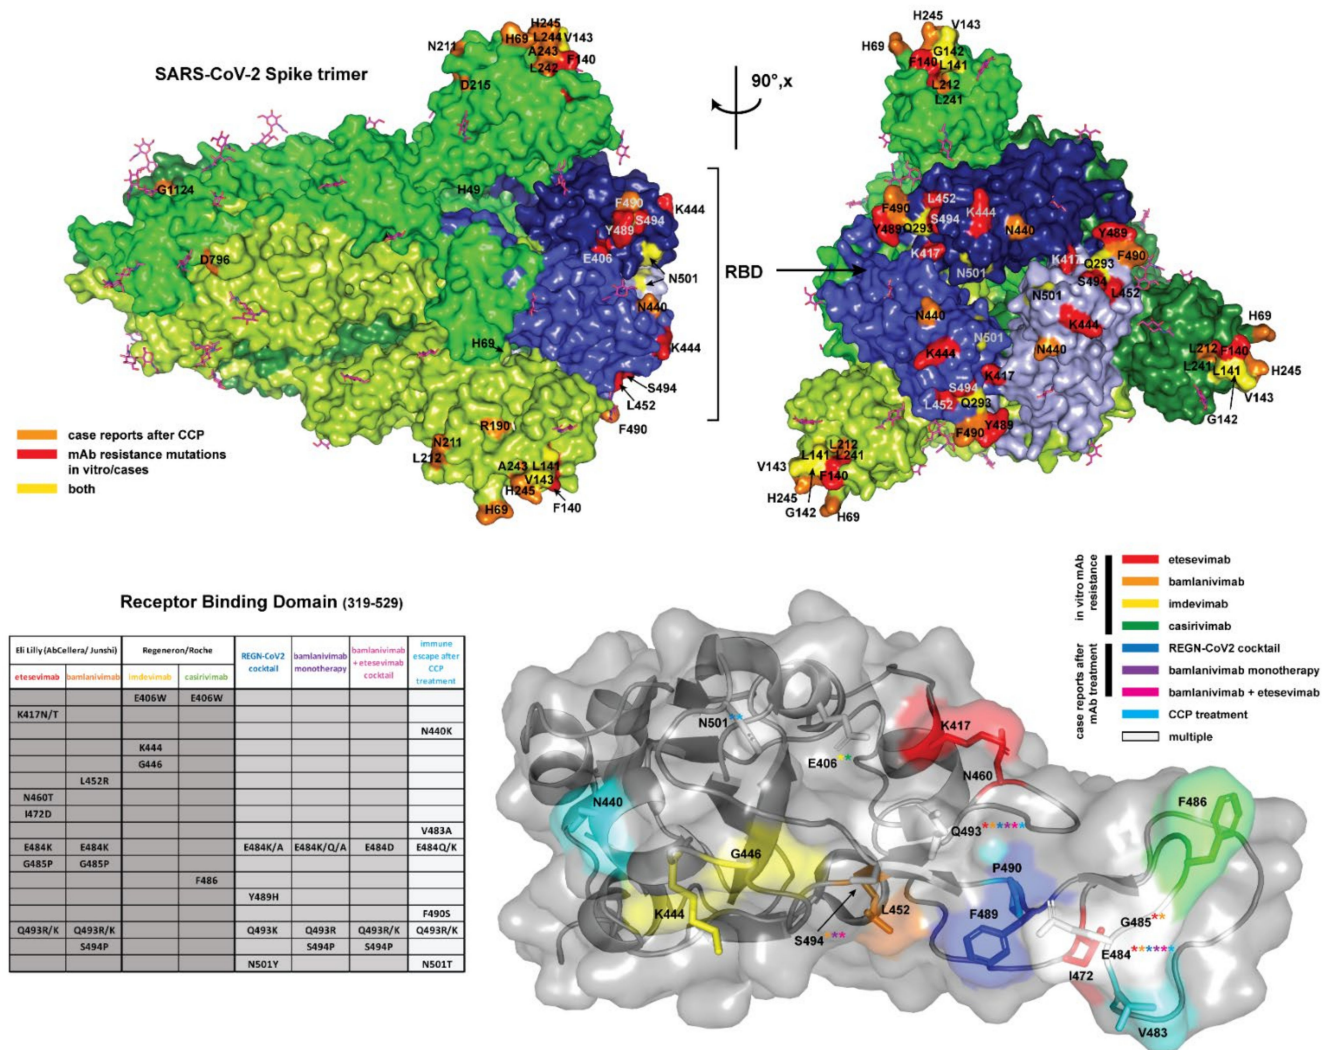 SARS-CoV-2 Spike trimer
N211
H69
H245
L244
V143
A243
F140
L242
D215
G1124
H49
F490
K444
S494
Y489
E406
D796
N501
N440
H69
K444
S494
L452
F490
R190
N211
L212
A243
L141
V143
H245
F140
H69
case reports after CCP
mAb resistance mutations
in vitro/cases
both
90°,x
RBD
H245
V143
H69
G142
F140
L141
L212
L241
F490
L452
K444
S494
Y489
Q293
N440
Y489
K417
K417
F490
Q293
N501
S494
N501
L452
N440
K444
H69
N501
K444
N440
L212
F140
L241
L141
H245
V143
G142
K417
S494
L452
Q293
F490
Y489
L212
L141
L241
V143
F140
H245
G142
H69
Receptor Binding Domain (319-529)
Eli Lilly (AbCellera/ Junshi) Regeneron/Roche REGN-CoV2 cocktail bamlanivimab monotherapy bamlanivimab + etesevimab cocktail immune escape after CCP treatment
etesevimab bamlanivimab imdevimab casirivimab
E406W E406W
K417N/T
N440K
K444
G446
L452R
N460T
I472D
V483A
E484K E484K E484K/A E484K/Q/A E484D E484Q/K
G485P G485P
F486
Y489H
F490S
Q493R/K Q493R/K Q493K Q493R Q493R/K Q493R/K
S494P S494P S494P
N501Y N501T
in vitro mAb
resistance
case reports after
mAb treatment
etesevimab
bamlanivimab
imdevimab
casirivimab
REGN-CoV2 cocktail
bamlanivimab monotherapy
bamlanivimab + etesevimab
CCP treatment
multiple
N501**
K417
E406**
N460
N440
F486
Q493******
G446
P490
K444
L452
F489
G485**
S494***
E484******
I472
V483